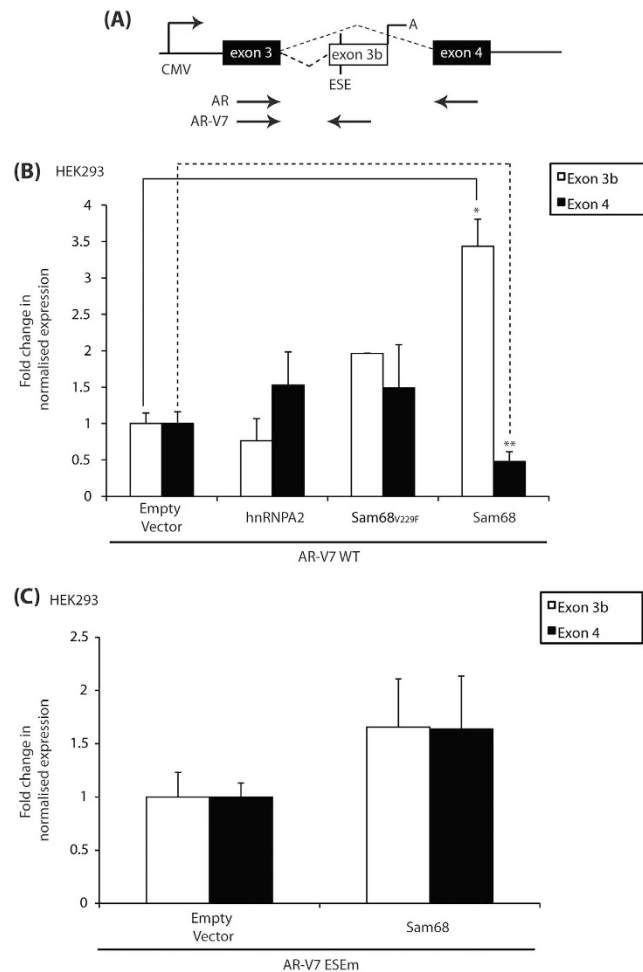 (A)
A
exon 3
exon 3b
exon 4
CMV
ESE
AR
AR-V7
(B) HEK293
Exon 3b
Exon 4
Fold change in
normalised expression
4
3.5
3
2.5
2
1.5
1
0.5
0
*
**
Empty
Vector
hnRNPA2
Sam68V229F
Sam68
AR-V7 WT
(C) HEK293
Exon 3b
Exon 4
Fold change in
normalised expression
2.5
2
1.5
1
0.5
0
Empty
Vector
Sam68
AR-V7 ESEm